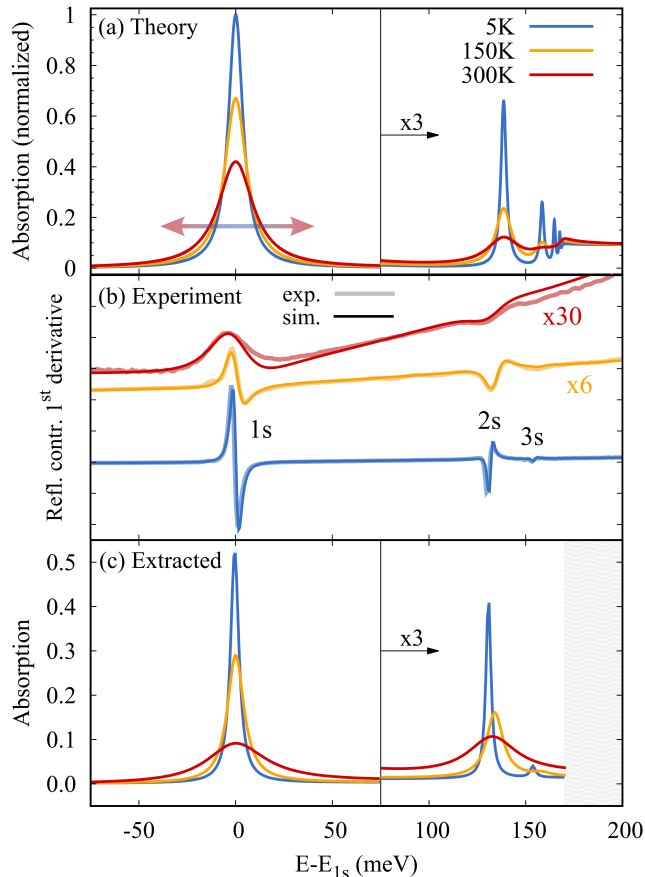 (a) Theory
5K
150K
300K
x3
Absorption (normalized)
1
0.8
0.6
0.4
0.2
0
(b) Experiment
exp.
sim.
x30
x6
1s
2s
3s
Refl. contr. 1st derivative
(c) Extracted
x3
Absorption
0.5
0.4
0.3
0.2
0.1
0.0
-50 0 50 100 150 200
E-E1s (meV)